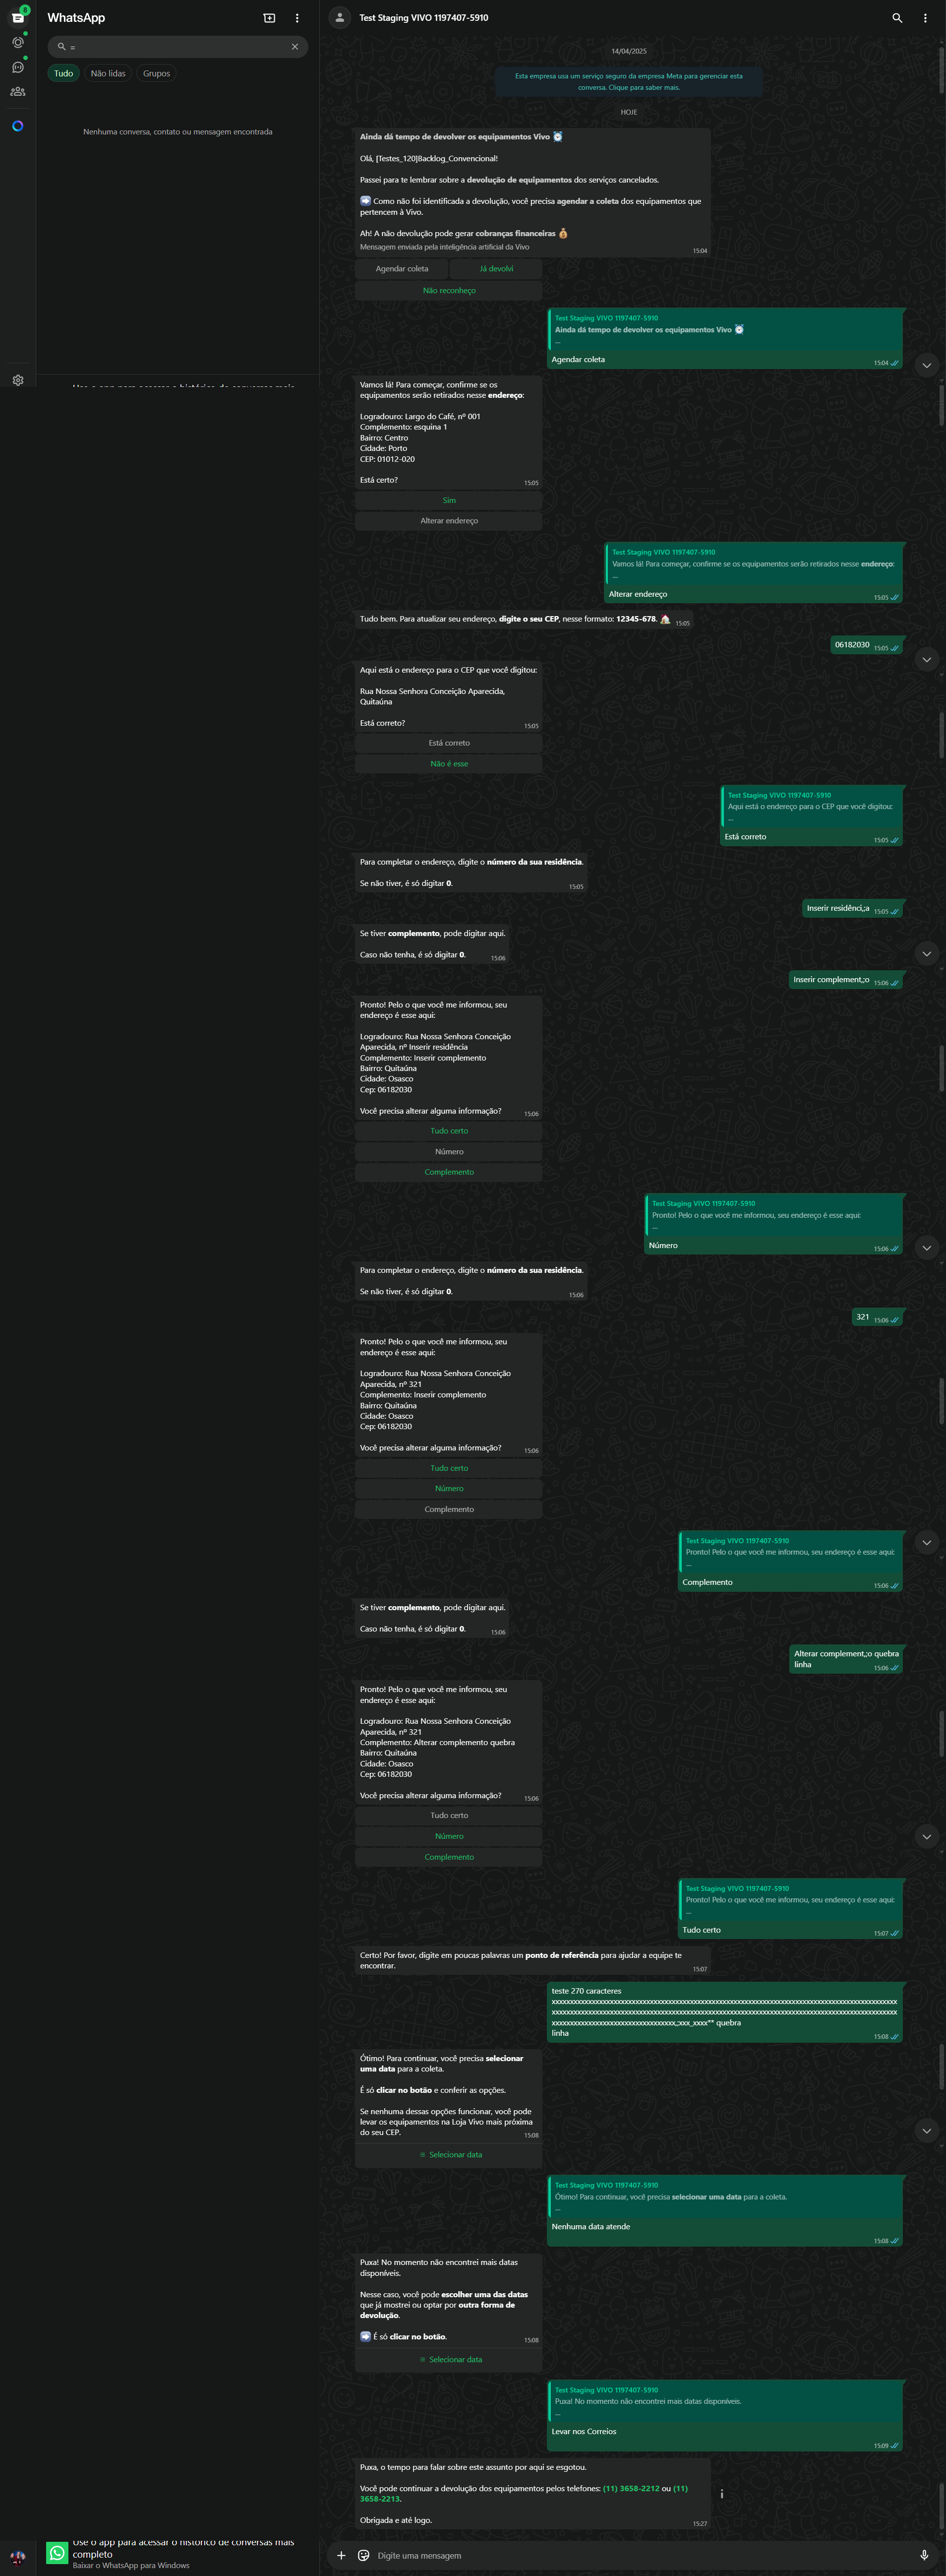 8
WhatsApp
=
Tudo
Não lidas
Grupos
Nenhuma conversa, contato ou mensagem encontrada
Test Staging VIVO 1197407-5910
14/04/2025
Esta empresa usa um serviço seguro da empresa Meta para gerenciar esta
conversa. Clique para saber mais.
HOJE
Ainda dá tempo de devolver os equipamentos Vivo ⏰
Olá, [Testes_120]Backlog_Convencional!
Passei para te lembrar sobre a devolução de equipamentos dos serviços cancelados.
➡️ Como não foi identificada a devolução, você precisa agendar a coleta dos equipamentos que
pertencem à Vivo.
Ah! A não devolução pode gerar cobranças financeiras 💰
Mensagem enviada pela inteligência artificial da Vivo
15:04
Agendar coleta
Já devolvi
Não reconheço
Test Staging VIVO 1197407-5910
Ainda dá tempo de devolver os equipamentos Vivo ⏰
...
Agendar coleta
15:04
Vamos lá! Para começar, confirme se os
equipamentos serão retirados nesse endereço:
Logradouro: Largo do Café, nº 001
Complemento: esquina 1
Bairro: Centro
Cidade: Porto
CEP: 01012-020
Está certo?
15:05
Sim
Alterar endereço
Test Staging VIVO 1197407-5910
Vamos lá! Para começar, confirme se os equipamentos serão retirados nesse endereço:
...
Alterar endereço
15:05
Tudo bem. Para atualizar seu endereço, digite o seu CEP, nesse formato: 12345-678. 🏡
15:05
06182030
15:05
Aqui está o endereço para o CEP que você digitou:
Rua Nossa Senhora Conceição Aparecida,
Quitaúna
Está correto?
15:05
Está correto
Não é esse
Test Staging VIVO 1197407-5910
Aqui está o endereço para o CEP que você digitou:
...
Está correto
15:05
Para completar o endereço, digite o número da sua residência.
Se não tiver, é só digitar 0.
15:05
Inserir residênci,;a
15:05
Se tiver complemento, pode digitar aqui.
Caso não tenha, é só digitar 0.
15:06
Inserir complement,;o
15:06
Pronto! Pelo o que você me informou, seu
endereço é esse aqui:
Logradouro: Rua Nossa Senhora Conceição
Aparecida, nº Inserir residência
Complemento: Inserir complemento
Bairro: Quitaúna
Cidade: Osasco
Cep: 06182030
Você precisa alterar alguma informação?
15:06
Tudo certo
Número
Complemento
Test Staging VIVO 1197407-5910
Pronto! Pelo o que você me informou, seu endereço é esse aqui:
...
Número
15:06
Para completar o endereço, digite o número da sua residência.
Se não tiver, é só digitar 0.
15:06
321
15:06
Pronto! Pelo o que você me informou, seu
endereço é esse aqui:
Logradouro: Rua Nossa Senhora Conceição
Aparecida, nº 321
Complemento: Inserir complemento
Bairro: Quitaúna
Cidade: Osasco
Cep: 06182030
Você precisa alterar alguma informação?
15:06
Tudo certo
Número
Complemento
Test Staging VIVO 1197407-5910
Pronto! Pelo o que você me informou, seu endereço é esse aqui:
...
Complemento
15:06
Se tiver complemento, pode digitar aqui.
Caso não tenha, é só digitar 0.
15:06
Alterar complement,;o quebra
linha
15:06
Pronto! Pelo o que você me informou, seu
endereço é esse aqui:
Logradouro: Rua Nossa Senhora Conceição
Aparecida, nº 321
Complemento: Alterar complemento quebra
Bairro: Quitaúna
Cidade: Osasco
Cep: 06182030
Você precisa alterar alguma informação?
15:06
Tudo certo
Número
Complemento
Test Staging VIVO 1197407-5910
Pronto! Pelo o que você me informou, seu endereço é esse aqui:
...
Tudo certo
15:07
Certo! Por favor, digite em poucas palavras um ponto de referência para ajudar a equipe te
encontrar.
15:07
teste 270 caracteres
quebra
linha
15:08
Ótimo! Para continuar, você precisa selecionar
uma data para a coleta.
É só clicar no botão e conferir as opções.
Se nenhuma dessas opções funcionar, você pode
levar os equipamentos na Loja Vivo mais próxima
do seu CEP.
15:08
Selecionar data
Test Staging VIVO 1197407-5910
Ótimo! Para continuar, você precisa selecionar uma data para a coleta.
...
Nenhuma data atende
15:08
Puxa! No momento não encontrei mais datas
disponíveis.
Nesse caso, você pode escolher uma das datas
que já mostrei ou optar por outra forma de
devolução.
➡️ É só clicar no botão.
15:08
Selecionar data
Test Staging VIVO 1197407-5910
Puxa! No momento não encontrei mais datas disponíveis.
...
Levar nos Correios
15:09
Puxa, o tempo para falar sobre este assunto por aqui se esgotou.
Você pode continuar a devolução dos equipamentos pelos telefones: (11) 3658-2212 ou (11)
3658-2213.
Obrigada e até logo.
15:27
Use o app para acessar o histórico de conversas mais
completo
Baixar o WhatsApp para Windows
Digite uma mensagem